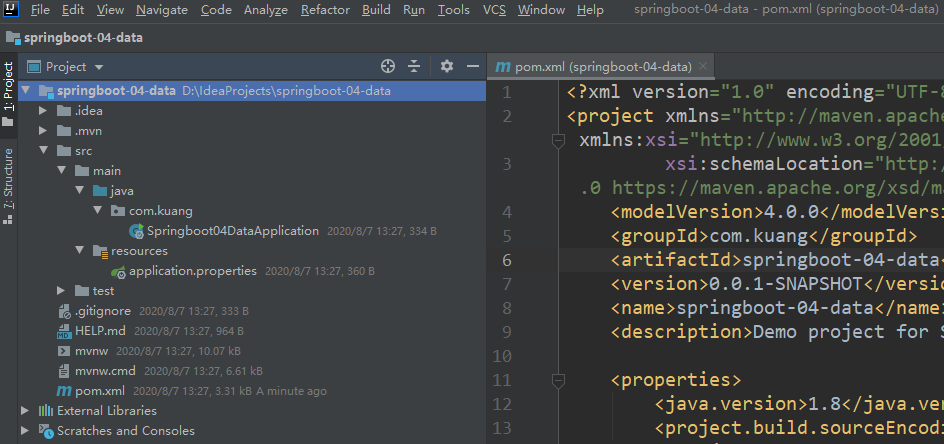 File Edit View Navigate Code Analyze Refactor Build Run Tools VCS Window Help springboot-04-data - pom.xml (springboot-04-data)
springboot-04-data
1: Project
7: Structure
Project
springboot-04-data D:\IdeaProjects\springboot-04-data
.idea
.mvn
src
main
java
com.kuang
Springboot04DataApplication 2020/8/7 13:27, 334 B
resources
application.properties 2020/8/7 13:27, 360 B
test
.gitignore 2020/8/7 13:27, 333 B
HELP.md 2020/8/7 13:27, 964 B
mvnw 2020/8/7 13:27, 10.07 kB
mvnw.cmd 2020/8/7 13:27, 6.61 kB
pom.xml 2020/8/7 13:27, 3.31 kB A minute ago
External Libraries
Scratches and Consoles
pom.xml (springboot-04-data)
1 <?xml version="1.0" encoding="UTF-8
2 <project xmlns="http://maven.apache
xmlns:xsi="http://www.w3.org/2001/
3 xsi:schemaLocation="http:/
.0 https://maven.apache.org/xsd/ma
4 <modelVersion>4.0.0</modelVersi
5 <groupId>com.kuang</groupId>
6 <artifactId>springboot-04-data<
7 <version>0.0.1-SNAPSHOT</versio
8 <name>springboot-04-data</name>
9 <description>Demo project for S
10
11 <properties>
12 <java.version>1.8</java.ver
13 <project.build.sourceEncodi